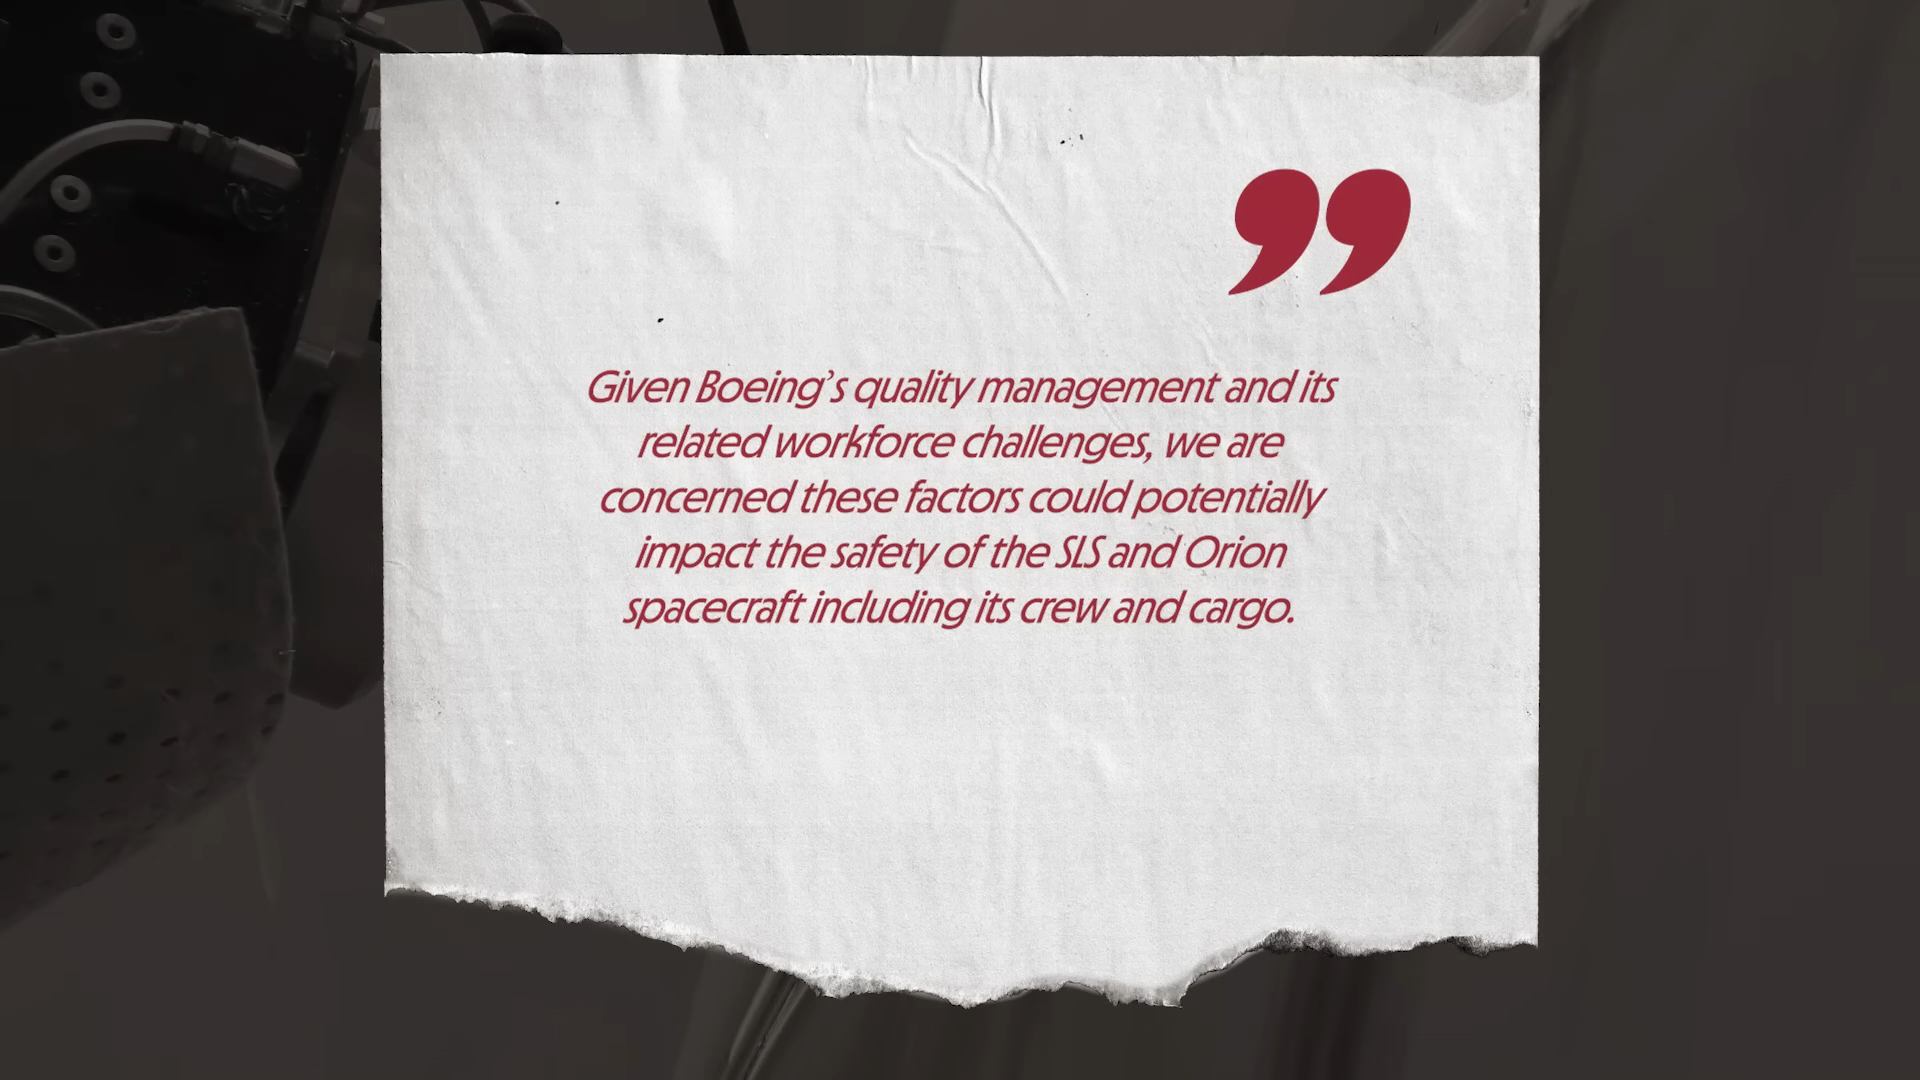 ”
Given Boeing’s quality management and its
related workforce challenges, we are
concerned these factors could potentially
impact the safety of the SLS and Orion
spacecraft including its crew and cargo.